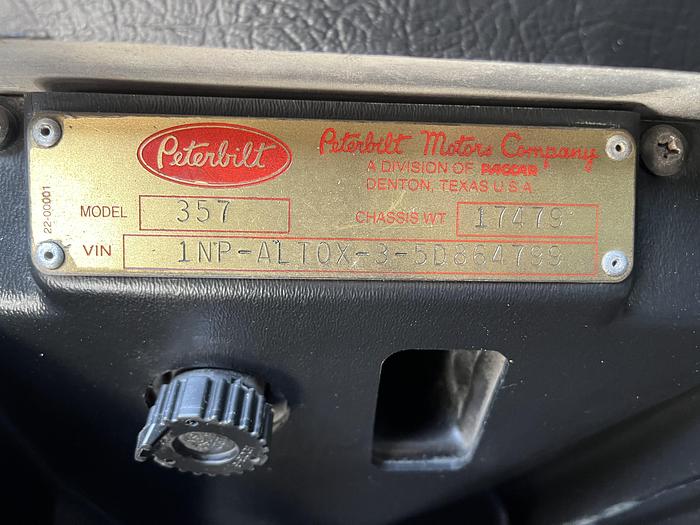 Peterbilt
Peterbilt Motors Company
A DIVISION OF PACCAR
DENTON, TEXAS U S A
22-00001
MODEL 357
CHASSIS WT 17479
VIN 1NP-ALTOX-3-5D864799